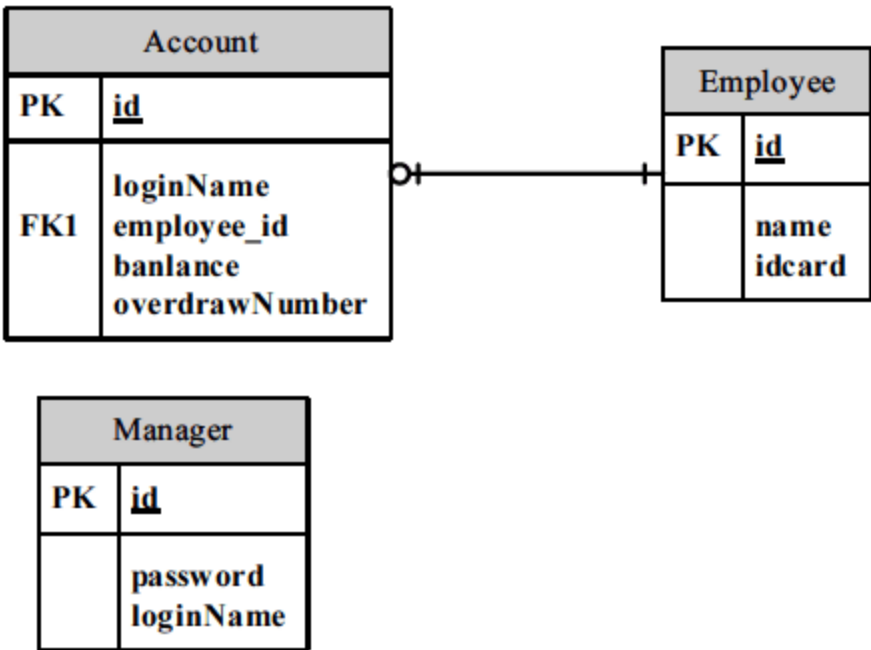 Account
PK id
loginName
FK1 employee_id
banlance
overdrawNumber
Employee
PK id
name
idcard
Manager
PK id
password
loginName